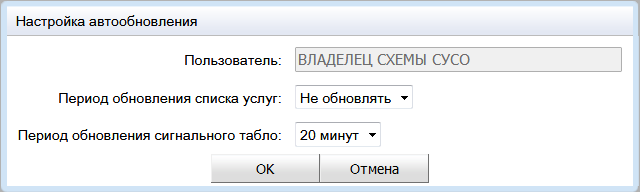 Настройка автообновления
Пользователь: ВЛАДЕЛЕЦ СХЕМЫ СУСО
Период обновления списка услуг: Не обновлять
Период обновления сигнального табло: 20 минут
OK Отмена